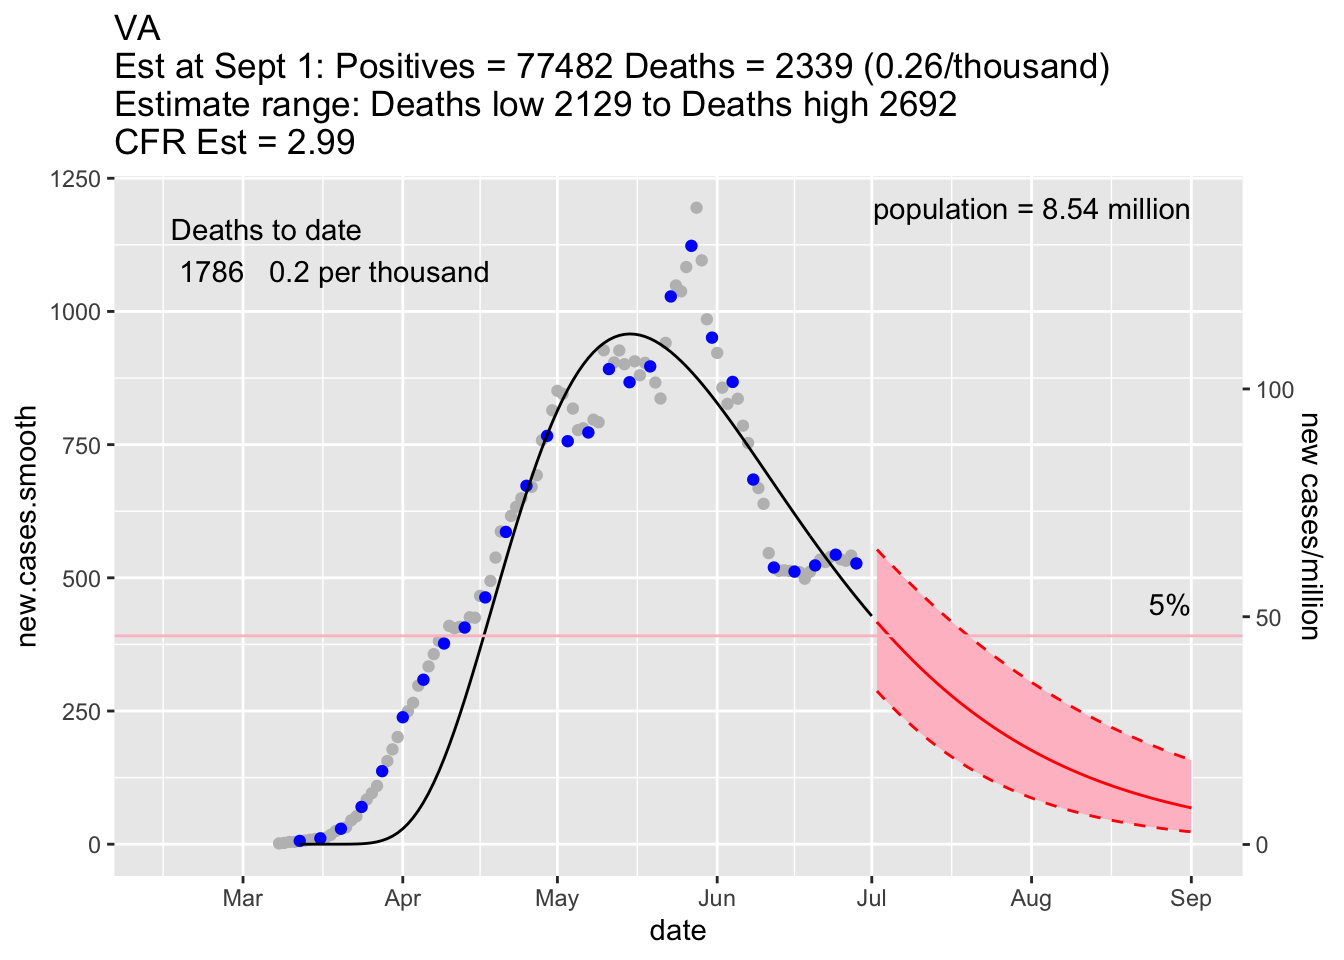 VA
Est at Sept 1: Positives = 77482 Deaths = 2339 (0.26/thousand)
Estimate range: Deaths low 2129 to Deaths high 2692
CFR Est = 2.99
Deaths to date
1786 0.2 per thousand
population = 8.54 million
5%
new.cases.smooth
1250
1000
750
500
250
0
new cases/million
100
50
0
Mar Apr May Jun Jul Aug Sep
date